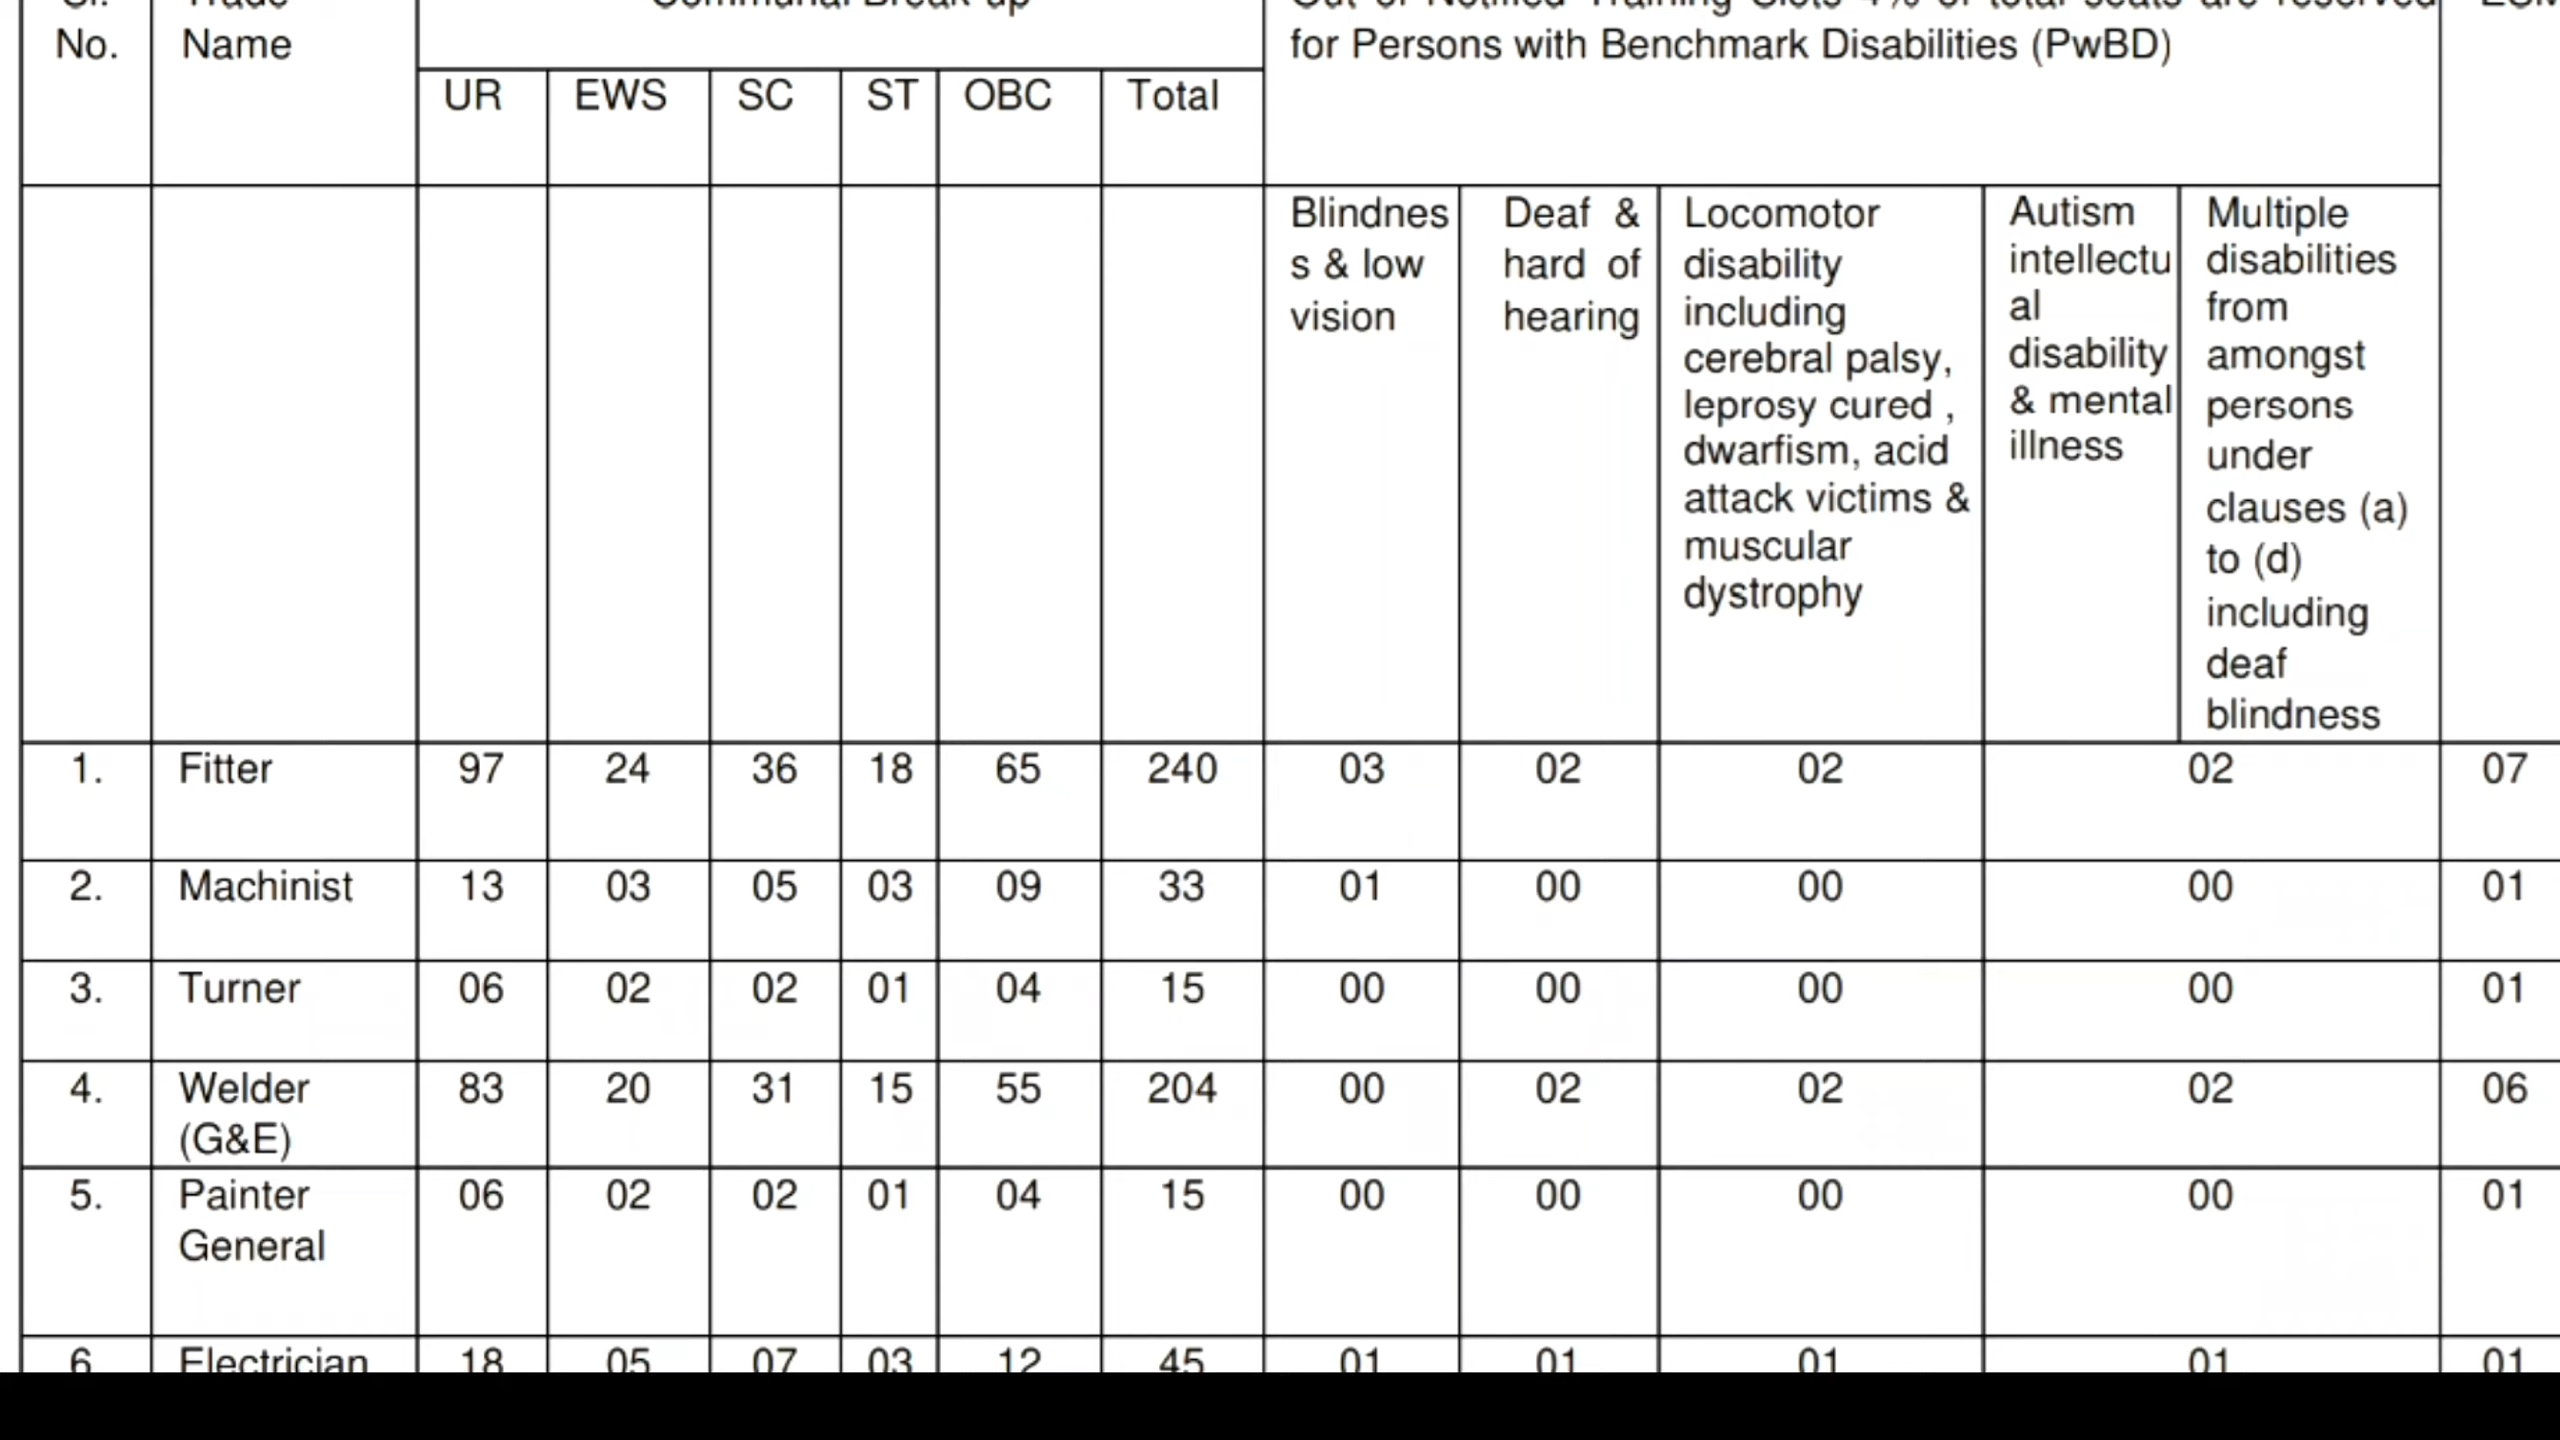 Sl. Trade Communal Break-up Out of Notified Training Slots 4% of total seats are reserved
No. Name for Persons with Benchmark Disabilities (PwBD)
UR EWS SC ST OBC Total
Blindnes
s & low
vision
Deaf &
hard of
hearing
Locomotor
disability
including
cerebral palsy,
leprosy cured ,
dwarfism, acid
attack victims &
muscular
dystrophy
Autism
intellectu
al
disability
& mental
illness
Multiple
disabilities
from
amongst
persons
under
clauses (a)
to (d)
including
deaf
blindness
1. Fitter 97 24 36 18 65 240 03 02 02 02 07
2. Machinist 13 03 05 03 09 33 01 00 00 00 01
3. Turner 06 02 02 01 04 15 00 00 00 00 01
4. Welder 83 20 31 15 55 204 00 02 02 02 06
(G&E)
5. Painter 06 02 02 01 04 15 00 00 00 00 01
General
6 Electrician 18 05 07 03 12 45 01 01 01 01 01